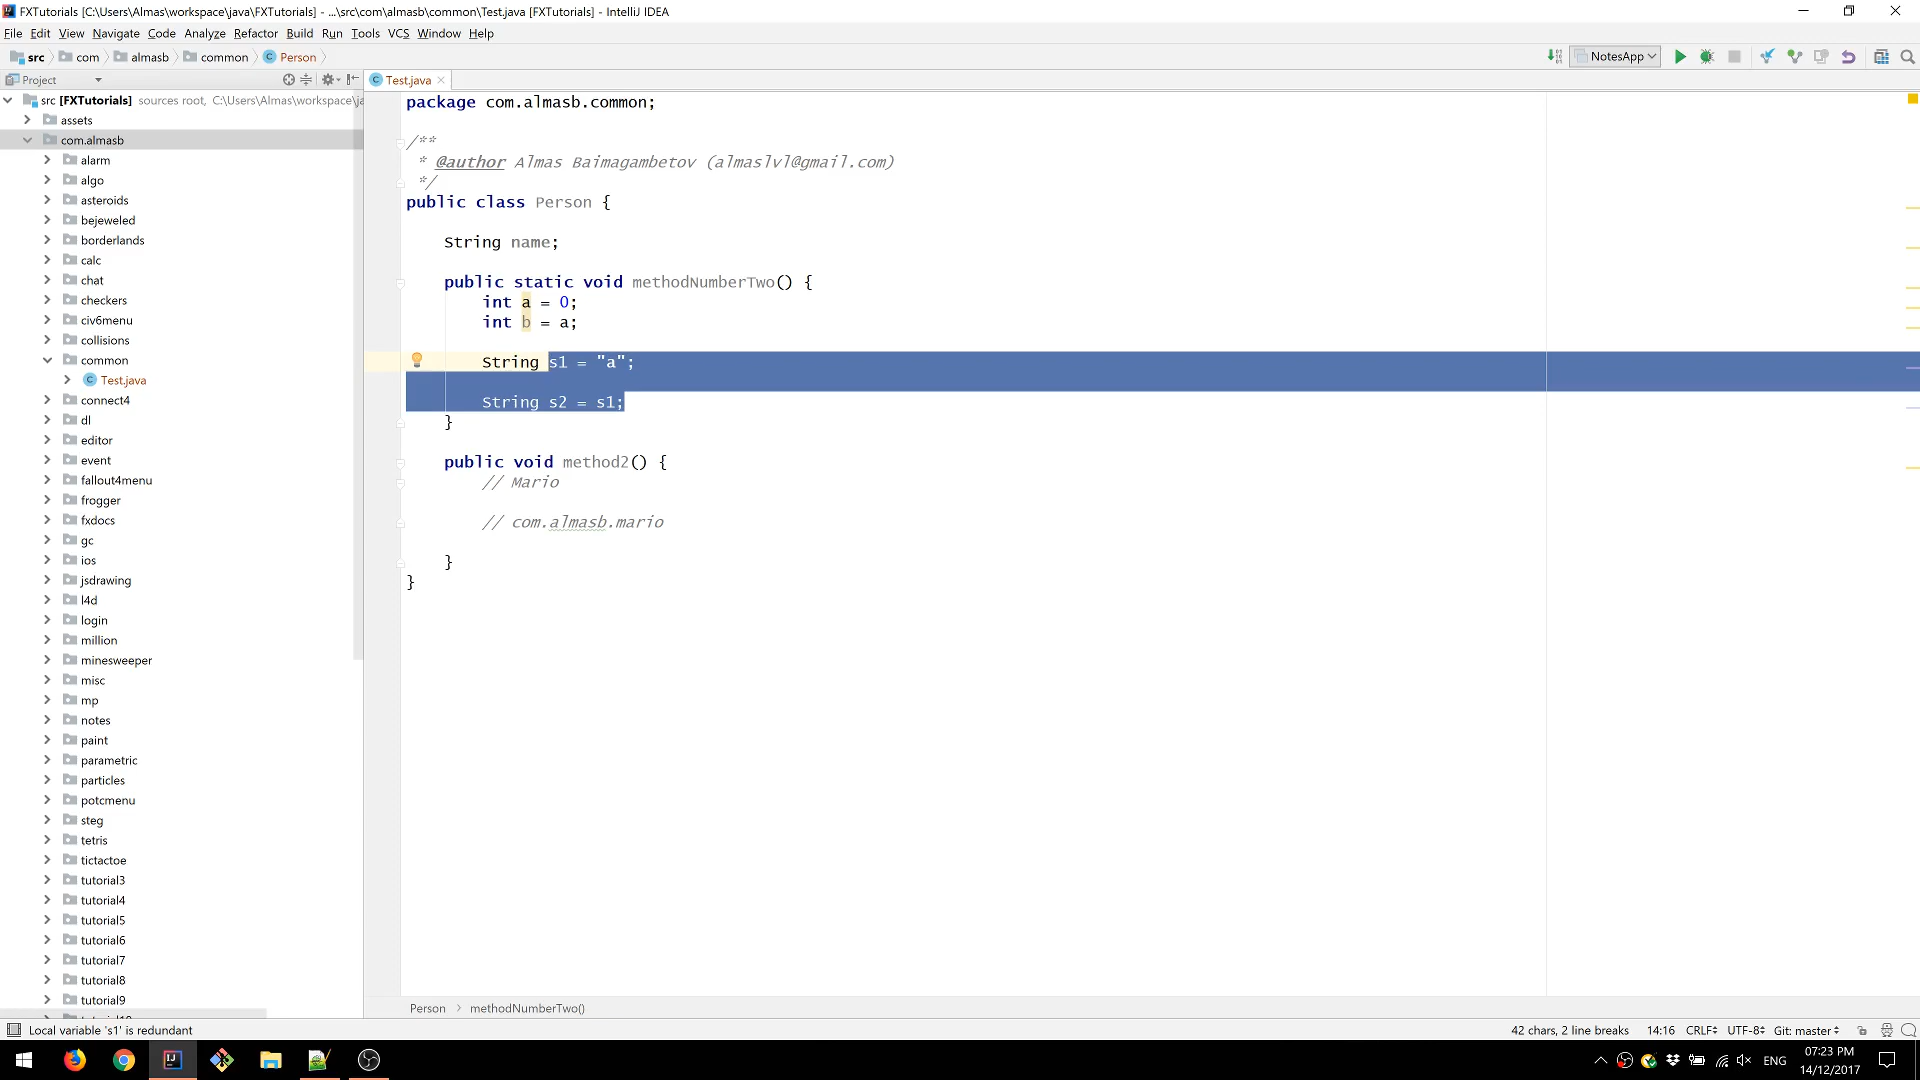 FXTutorials [C:\Users\Almas\workspace\java\FXTutorials] - ...\src\com\almasb\common\Test.java [FXTutorials] - IntelliJ IDEA
File Edit View Navigate Code Analyze Refactor Build Run Tools VCS Window Help
src com almasb common Person NotesApp
Project
Test.java
src [FXTutorials] sources root, C:\Users\Almas\workspace\ja
assets
com.almasb
alarm
algo
asteroids
bejeweled
borderlands
calc
chat
checkers
civ6menu
collisions
common
Test.java
connect4
dl
editor
event
fallout4menu
frogger
fxdocs
gc
ios
jsdrawing
l4d
login
million
minesweeper
misc
mp
notes
paint
parametric
particles
potcmenu
steg
tetris
tictactoe
tutorial3
tutorial4
tutorial5
tutorial6
tutorial7
tutorial8
tutorial9
package com.almasb.common;
/**
* @author Almas Baimagambetov (almaslvl@gmail.com)
*/
public class Person {
String name;
public static void methodNumberTwo() {
int a = 0;
int b = a;
String s1 = "a";
String s2 = s1;
}
public void method2() {
// Mario
// com.almasb.mario
}
}
Person methodNumberTwo()
Local variable 's1' is redundant
42 chars, 2 line breaks 14:16 CRLF UTF-8 Git: master
ENG
07:23 PM
14/12/2017